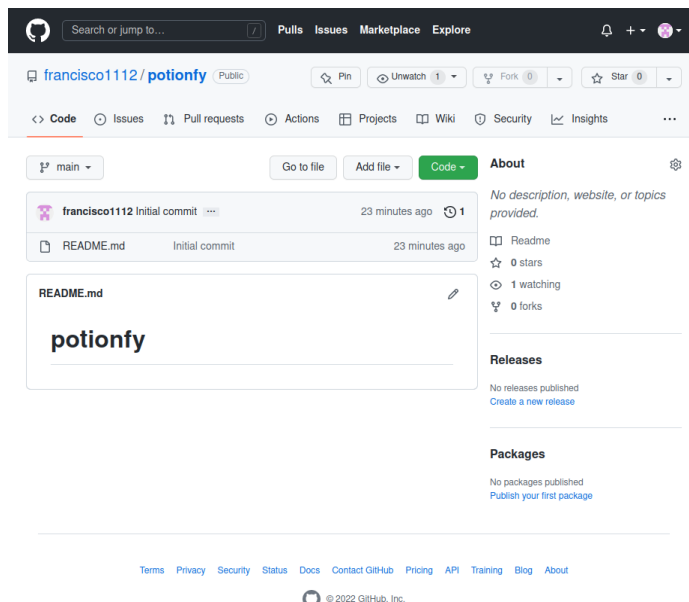 Search or jump to... /
Pulls Issues Marketplace Explore
francisco1112 / potionfy Public
Pin Unwatch 1 Fork 0 Star 0
Code Issues Pull requests Actions Projects Wiki Security Insights ...
main Go to file Add file Code
francisco1112 Initial commit ... 23 minutes ago 1
README.md Initial commit 23 minutes ago
README.md
potionfy
About
No description, website, or topics
provided.
Readme
0 stars
1 watching
0 forks
Releases
No releases published
Create a new release
Packages
No packages published
Publish your first package
Terms Privacy Security Status Docs Contact GitHub Pricing API Training Blog About
© 2022 GitHub, Inc.